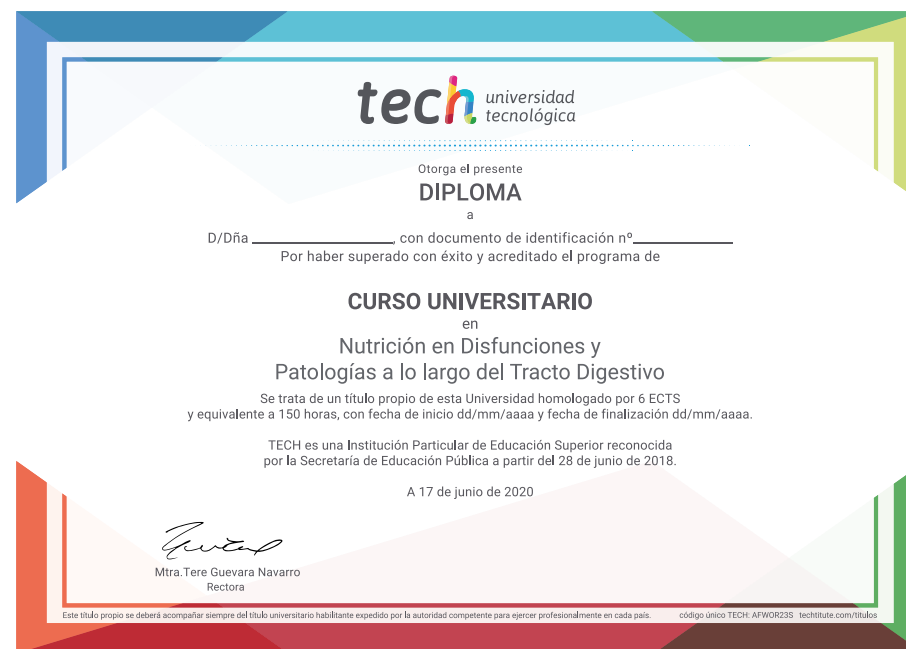 tech universidad
tecnológica
Otorga el presente
DIPLOMA
a
D/Dña ____________________, con documento de identificación nº______________
Por haber superado con éxito y acreditado el programa de
CURSO UNIVERSITARIO
en
Nutrición en Disfunciones y
Patologías a lo largo del Tracto Digestivo
Se trata de un título propio de esta Universidad homologado por 6 ECTS
y equivalente a 150 horas, con fecha de inicio dd/mm/aaaa y fecha de finalización dd/mm/aaaa.
TECH es una Institución Particular de Educación Superior reconocida
por la Secretaría de Educación Pública a partir del 28 de junio de 2018.
A 17 de junio de 2020
Mtra.Tere Guevara Navarro
Rectora
Este título propio se deberá acompañar siempre del título universitario habilitante expedido por la autoridad competente para ejercer profesionalmente en cada país. código único TECH: AFWOR23S techtitute.com/titulos